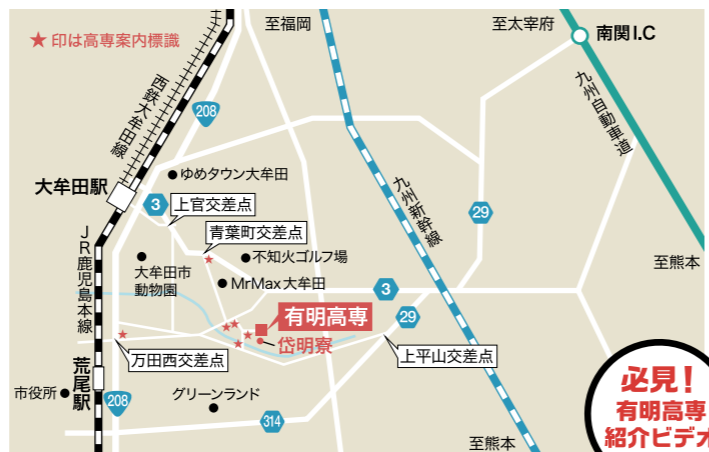 至福岡
至太宰府
南関I.C
★ 印は高専案内標識
西鉄大牟田線
208
九州自動車道
ゆめタウン大牟田
大牟田駅
3
上官交差点
九州新幹線
29
青葉町交差点
JR鹿児島本線
大牟田市
動物園
不知火ゴルフ場
至熊本
MrMax大牟田
3
有明高専
29
岱明寮
万田西交差点
上平山交差点
荒尾駅
市役所
208
グリーンランド
314
至熊本
必見！
有明高専
紹介ビデオ